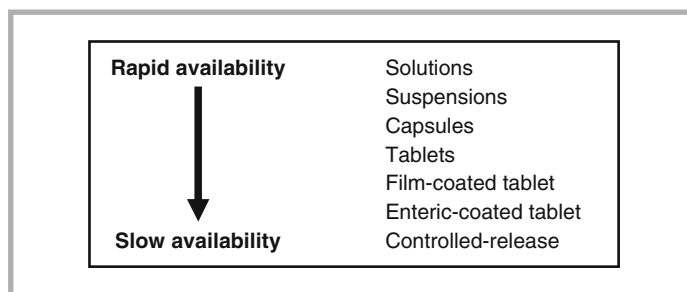 Rapid availability Solutions
Suspensions
Capsules
Tablets
Film-coated tablet
Enteric-coated tablet
Slow availability Controlled-release